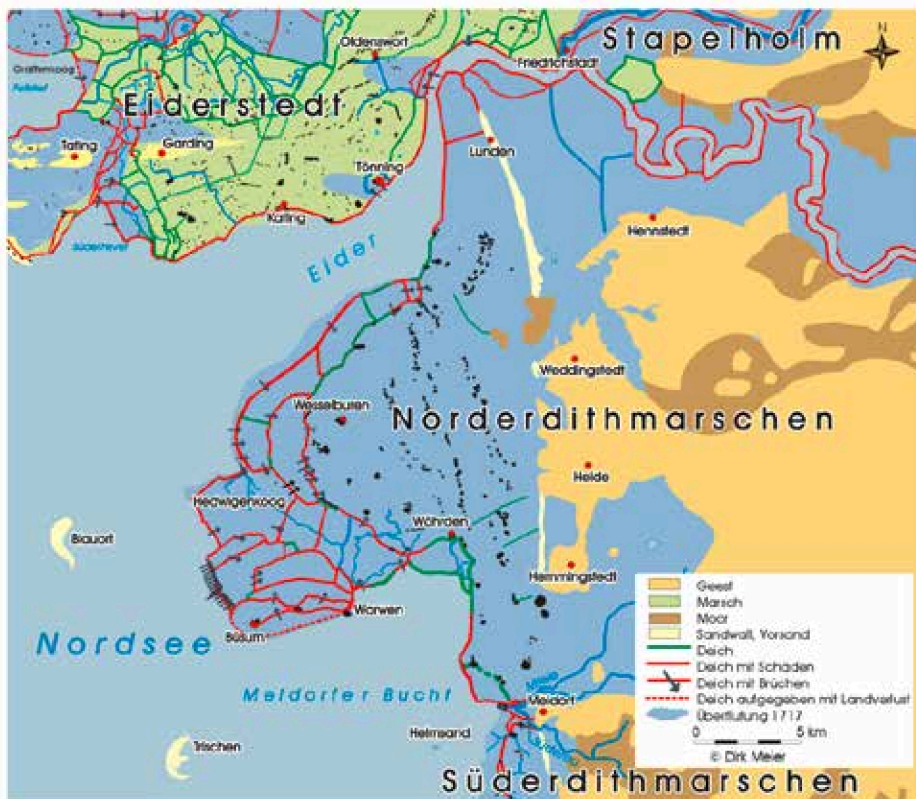 Stapelholm
N
Oldenswort
Friedrichstadt
Eiderstedt
Tating
Garding
Lunden
Tönning
Kating
Hennstedt
Eider
Weddingstedt
Wesselburen
Norderdithmarschen
Heide
Hedwigenkoog
Wöhrden
Blauort
Hemmingstedt
Warwen
Büsum
Nordsee
Meldorfer Bucht
Meldorf
Helmsand
Trischen
Süderdithmarschen
Geest
Marsch
Moor
Sandwall, Vorsand
Deich
Deich mit Schäden
Deich mit Brüchen
Deich aufgegeben mit Landverlust
Überflutung 1717
0 5 km
© Dirk Meier